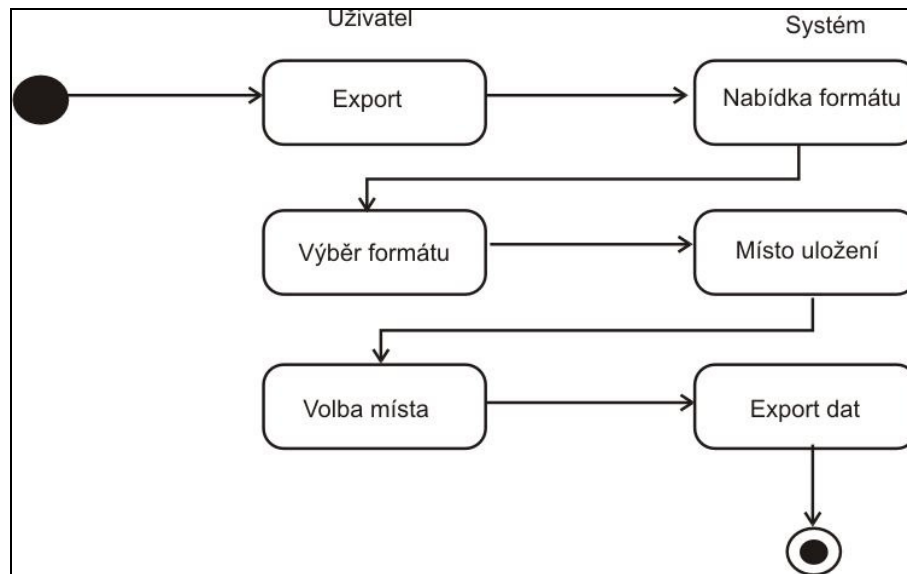 Uživatel
Systém
Export
Nabídka formátu
Výběr formátu
Místo uložení
Volba místa
Export dat